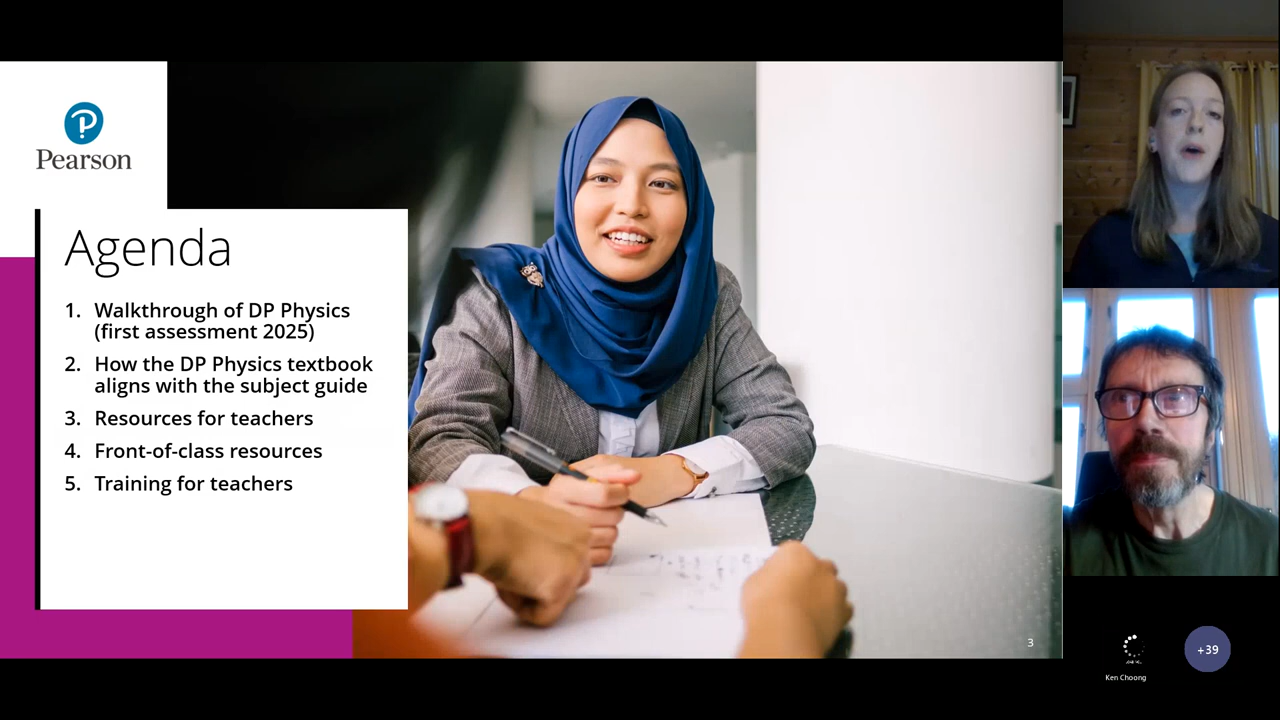 Pearson
Agenda
1. Walkthrough of DP Physics
(first assessment 2025)
2. How the DP Physics textbook
aligns with the subject guide
3. Resources for teachers
4. Front-of-class resources
5. Training for teachers
3
+39
Ken Choong